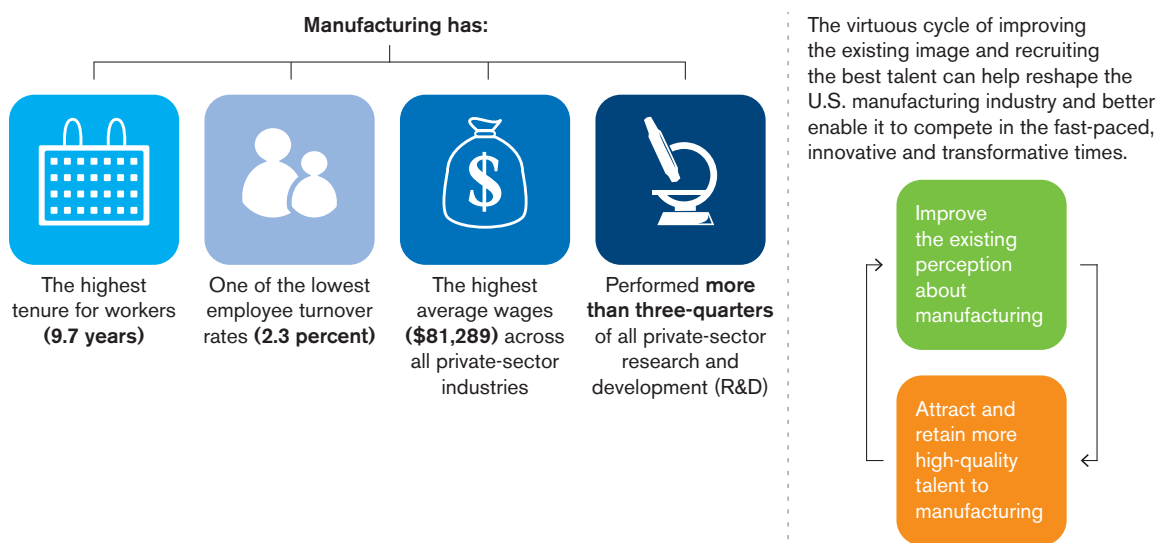 Manufacturing has:
$
The highest
tenure for workers
(9.7 years)
One of the lowest
employee turnover
rates (2.3 percent)
The highest
average wages
($81,289) across
all private-sector
industries
Performed more
than three-quarters
of all private-sector
research and
development (R&D)
The virtuous cycle of improving
the existing image and recruiting
the best talent can help reshape the
U.S. manufacturing industry and better
enable it to compete in the fast-paced,
innovative and transformative times.
Improve
the existing
perception
about
manufacturing
Attract and
retain more
high-quality
talent to
manufacturing